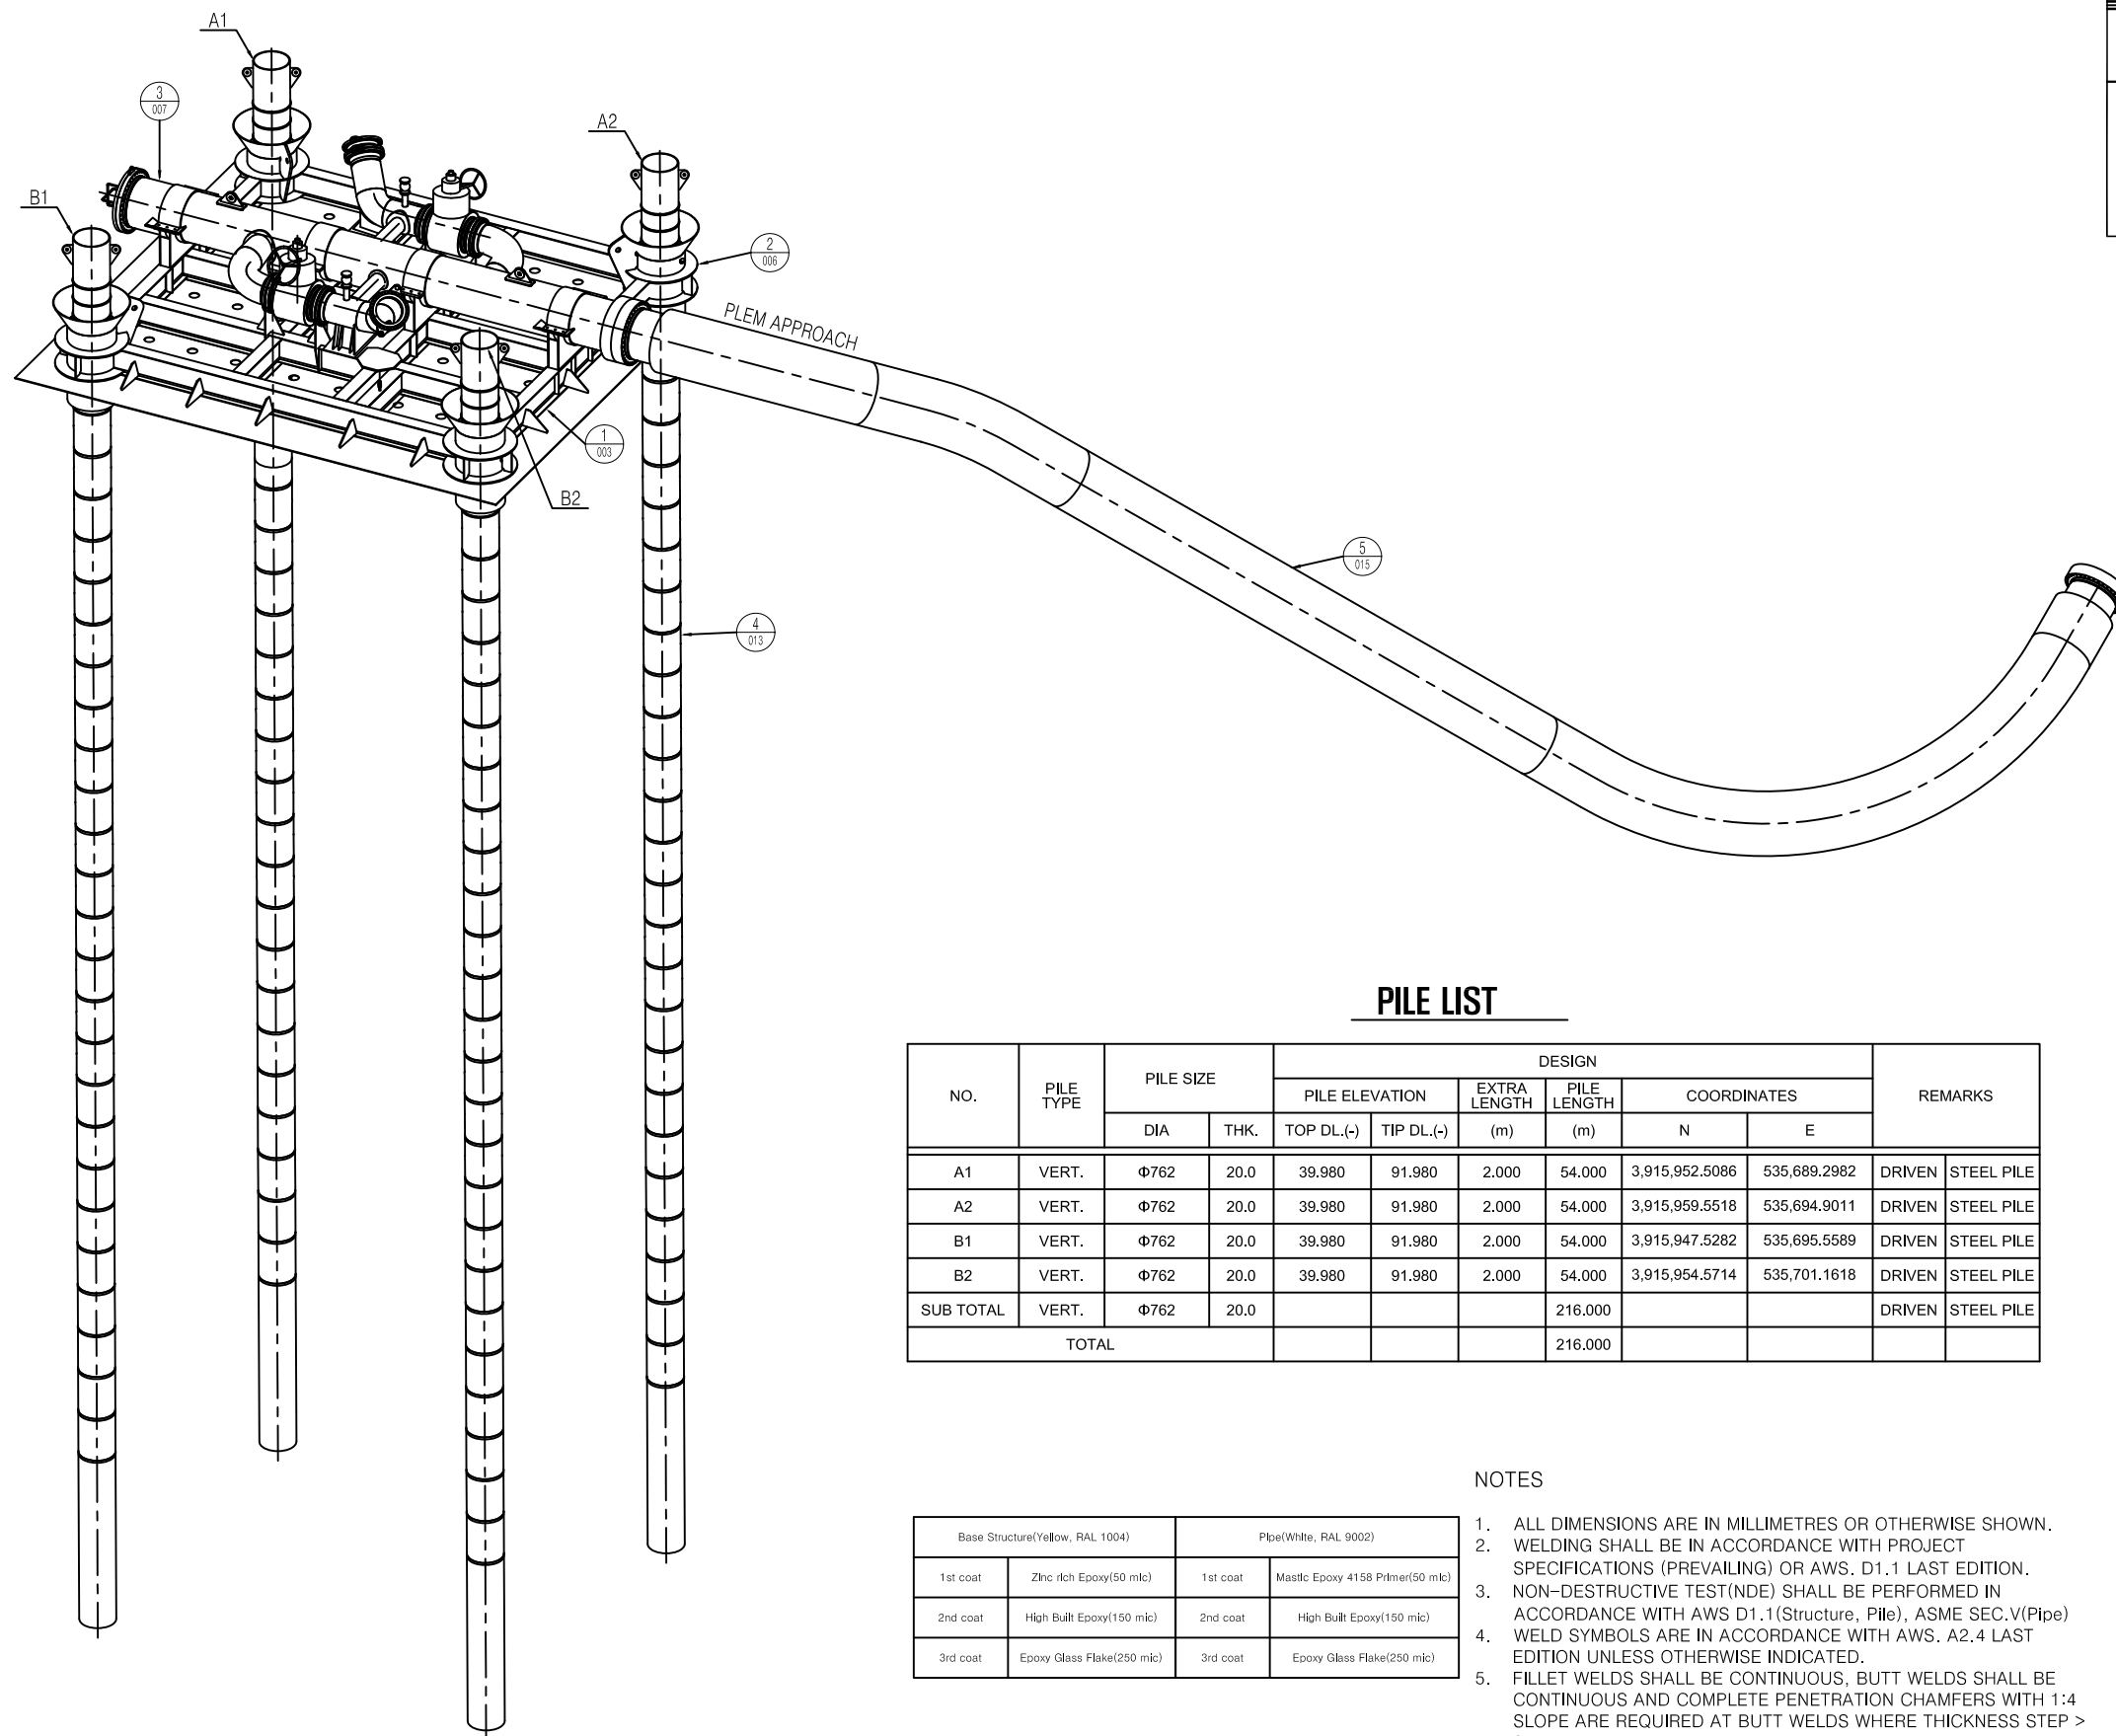 A1
3
007
A2
B1
2
006
PLEM APPROACH
1
003
B2
5
015
4
013
PILE LIST
NO. PILE TYPE PILE SIZE DESIGN REMARKS
PILE ELEVATION EXTRA LENGTH PILE LENGTH COORDINATES
DIA THK. TOP DL.(-) TIP DL.(-) (m) (m) N E
A1 VERT. Φ762 20.0 39.980 91.980 2.000 54.000 3,915,952.5086 535,689.2982 DRIVEN STEEL PILE
A2 VERT. Φ762 20.0 39.980 91.980 2.000 54.000 3,915,959.5518 535,694.9011 DRIVEN STEEL PILE
B1 VERT. Φ762 20.0 39.980 91.980 2.000 54.000 3,915,947.5282 535,695.5589 DRIVEN STEEL PILE
B2 VERT. Φ762 20.0 39.980 91.980 2.000 54.000 3,915,954.5714 535,701.1618 DRIVEN STEEL PILE
SUB TOTAL VERT. Φ762 20.0 216.000 DRIVEN STEEL PILE
TOTAL 216.000
Base Structure(Yellow, RAL 1004) Pipe(White, RAL 9002)
1st coat Zinc rich Epoxy(50 mic) 1st coat Mastic Epoxy 4158 Primer(50 mic)
2nd coat High Built Epoxy(150 mic) 2nd coat High Built Epoxy(150 mic)
3rd coat Epoxy Glass Flake(250 mic) 3rd coat Epoxy Glass Flake(250 mic)
NOTES
1. ALL DIMENSIONS ARE IN MILLIMETRES OR OTHERWISE SHOWN.
2. WELDING SHALL BE IN ACCORDANCE WITH PROJECT
SPECIFICATIONS (PREVAILING) OR AWS. D1.1 LAST EDITION.
3. NON-DESTRUCTIVE TEST(NDE) SHALL BE PERFORMED IN
ACCORDANCE WITH AWS D1.1(Structure, Pile), ASME SEC.V(Pipe)
4. WELD SYMBOLS ARE IN ACCORDANCE WITH AWS. A2.4 LAST
EDITION UNLESS OTHERWISE INDICATED.
5. FILLET WELDS SHALL BE CONTINUOUS, BUTT WELDS SHALL BE
CONTINUOUS AND COMPLETE PENETRATION CHAMFERS WITH 1:4
SLOPE ARE REQUIRED AT BUTT WELDS WHERE THICKNESS STEP >